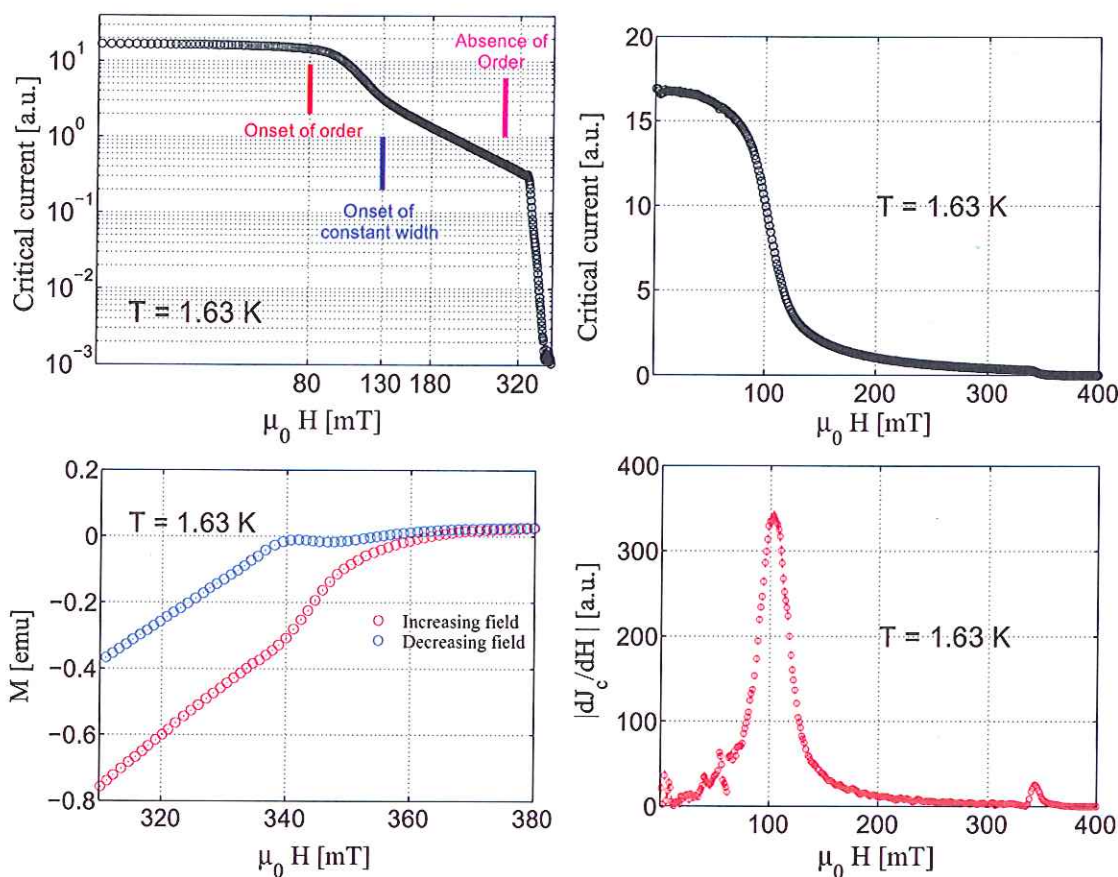 Critical current [a.u.]
10¹
10⁰
10⁻¹
10⁻²
10⁻³
Absence of
Order
Onset of order
Onset of
constant width
T = 1.63 K
80 130 180 320
μ₀ H [mT]
Critical current [a.u.]
20
15
10
5
0
T = 1.63 K
100 200 300 400
μ₀ H [mT]
M [emu]
0.2
0
−0.2
−0.4
−0.6
−0.8
T = 1.63 K
Increasing field
Decreasing field
320 340 360 380
μ₀ H [mT]
|dJc/dH| [a.u.]
400
300
200
100
0
T = 1.63 K
100 200 300 400
μ₀ H [mT]